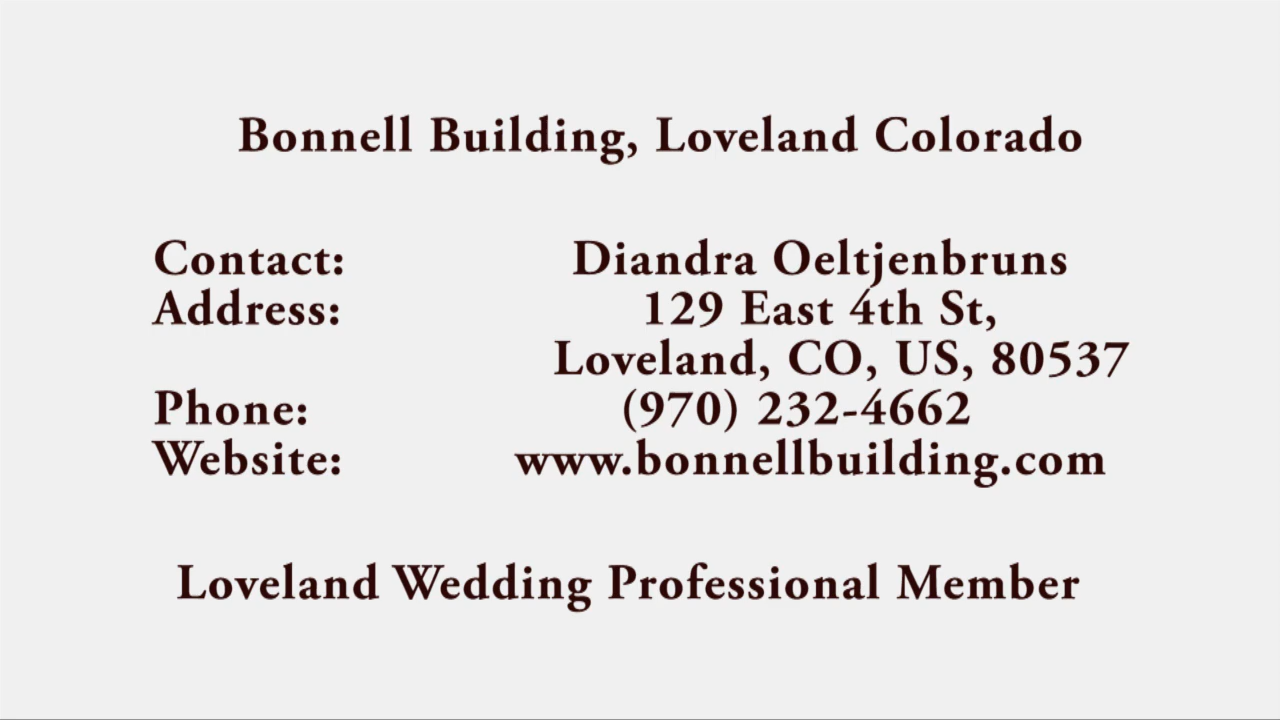 Bonnell Building, Loveland Colorado
Contact: Diandra Oeltjenbruns
Address: 129 East 4th St,
Loveland, CO, US, 80537
Phone: (970) 232-4662
Website: www.bonnellbuilding.com
Loveland Wedding Professional Member